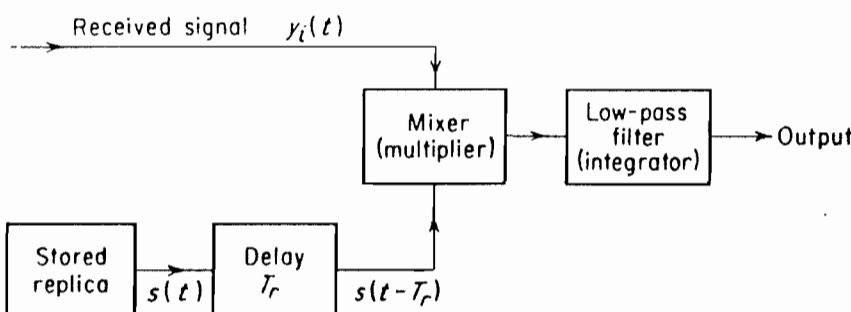 Received signal y_i(t)
Mixer
(multiplier)
Low-pass
filter
(integrator)
Output
Stored
replica
s(t)
Delay
T_r
s(t-T_r)